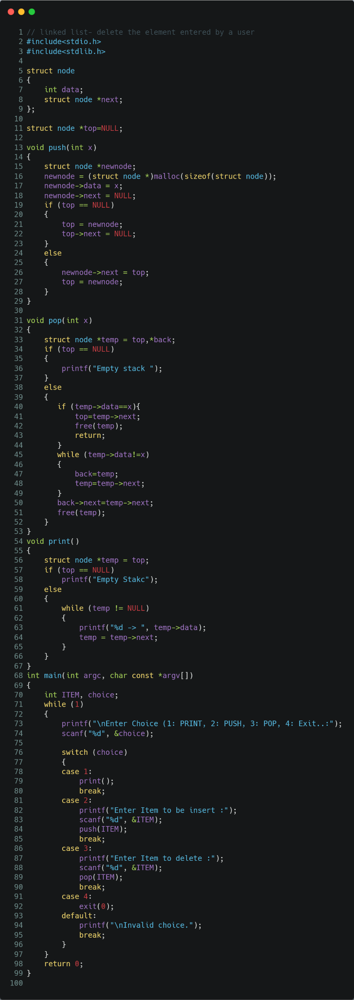 1 // linked list- delete the element entered by a user
2 #include<stdio.h>
3 #include<stdlib.h>
4
5 struct node
6 {
7     int data;
8     struct node *next;
9 };
10
11 struct node *top=NULL;
12
13 void push(int x)
14 {
15     struct node *newnode;
16     newnode = (struct node *)malloc(sizeof(struct node));
17     newnode->data = x;
18     newnode->next = NULL;
19     if (top == NULL)
20     {
21         top = newnode;
22         top->next = NULL;
23     }
24     else
25     {
26         newnode->next = top;
27         top = newnode;
28     }
29 }
30
31 void pop(int x)
32 {
33     struct node *temp = top,*back;
34     if (top == NULL)
35     {
36         printf("Empty stack ");
37     }
38     else
39     {
40        if (temp->data==x){
41            top=temp->next;
42            free(temp);
43            return;
44        }
45        while (temp->data!=x)
46        {
47            back=temp;
48            temp=temp->next;
49        }
50        back->next=temp->next;
51        free(temp);
52     }
53 }
54 void print()
55 {
56     struct node *temp = top;
57     if (top == NULL)
58         printf("Empty Stakc");
59     else
60     {
61         while (temp != NULL)
62         {
63             printf("%d -> ", temp->data);
64             temp = temp->next;
65         }
66     }
67 }
68 int main(int argc, char const *argv[])
69 {
70     int ITEM, choice;
71     while (1)
72     {
73         printf("\nEnter Choice (1: PRINT, 2: PUSH, 3: POP, 4: Exit..:");
74         scanf("%d", &choice);
75
76         switch (choice)
77         {
78         case 1:
79             print();
80             break;
81         case 2:
82             printf("Enter Item to be insert :");
83             scanf("%d", &ITEM);
84             push(ITEM);
85             break;
86         case 3:
87             printf("Enter Item to delete :");
88             scanf("%d", &ITEM);
89             pop(ITEM);
90             break;
91         case 4:
92             exit(0);
93         default:
94             printf("\nInvalid choice.");
95             break;
96         }
97     }
98     return 0;
99 }
100